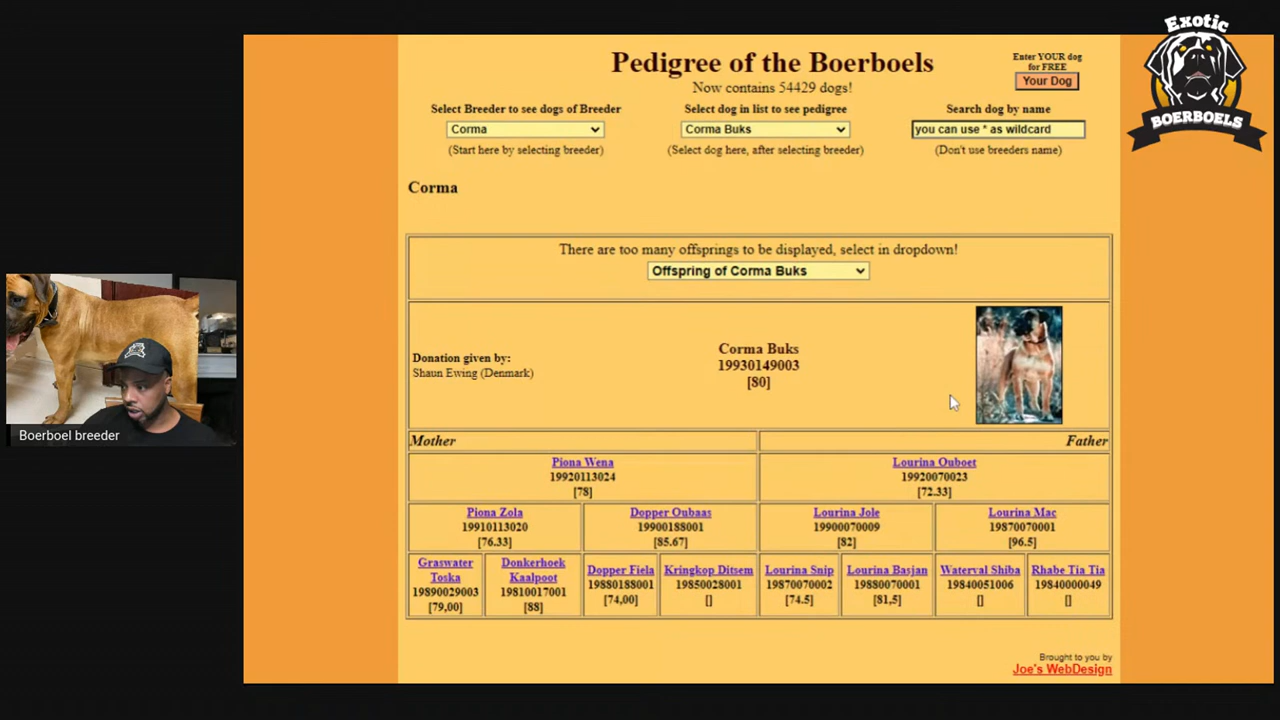 Exotic
BOERBOELS
Pedigree of the Boerboels
Now contains 54429 dogs!
Enter YOUR dog
for FREE
Your Dog
Select Breeder to see dogs of Breeder
Corma
(Start here by selecting breeder)
Select dog in list to see pedigree
Corma Buks
(Select dog here, after selecting breeder)
Search dog by name
you can use * as wildcard
(Don't use breeders name)
Corma
There are too many offsprings to be displayed, select in dropdown!
Offspring of Corma Buks
Donation given by:
Shaun Ewing (Denmark)
Corma Buks
19930149003
[80]
Mother
Father
Piona Wena
19920113024
[78]
Lourina Ouboet
19920070023
[72.33]
Piona Zola
19910113020
[76.33]
Dopper Oubaas
19900188001
[85.67]
Lourina Jole
19900070009
[82]
Lourina Mac
19870070001
[96.5]
Graswater
Toska
19890029003
[79,00]
Donkerhoek
Kaalpoot
19810017001
[88]
Dopper Fiela
19880188001
[74,00]
Kringkop Ditsem
19850028001
[]
Lourina Snip
19870070002
[74.5]
Lourina Basjan
19880070001
[81,5]
Waterval Shiba
19840051006
[]
Rhabe Tia Tia
19840000049
[]
Brought to you by
Joe's WebDesign
Boerboel breeder